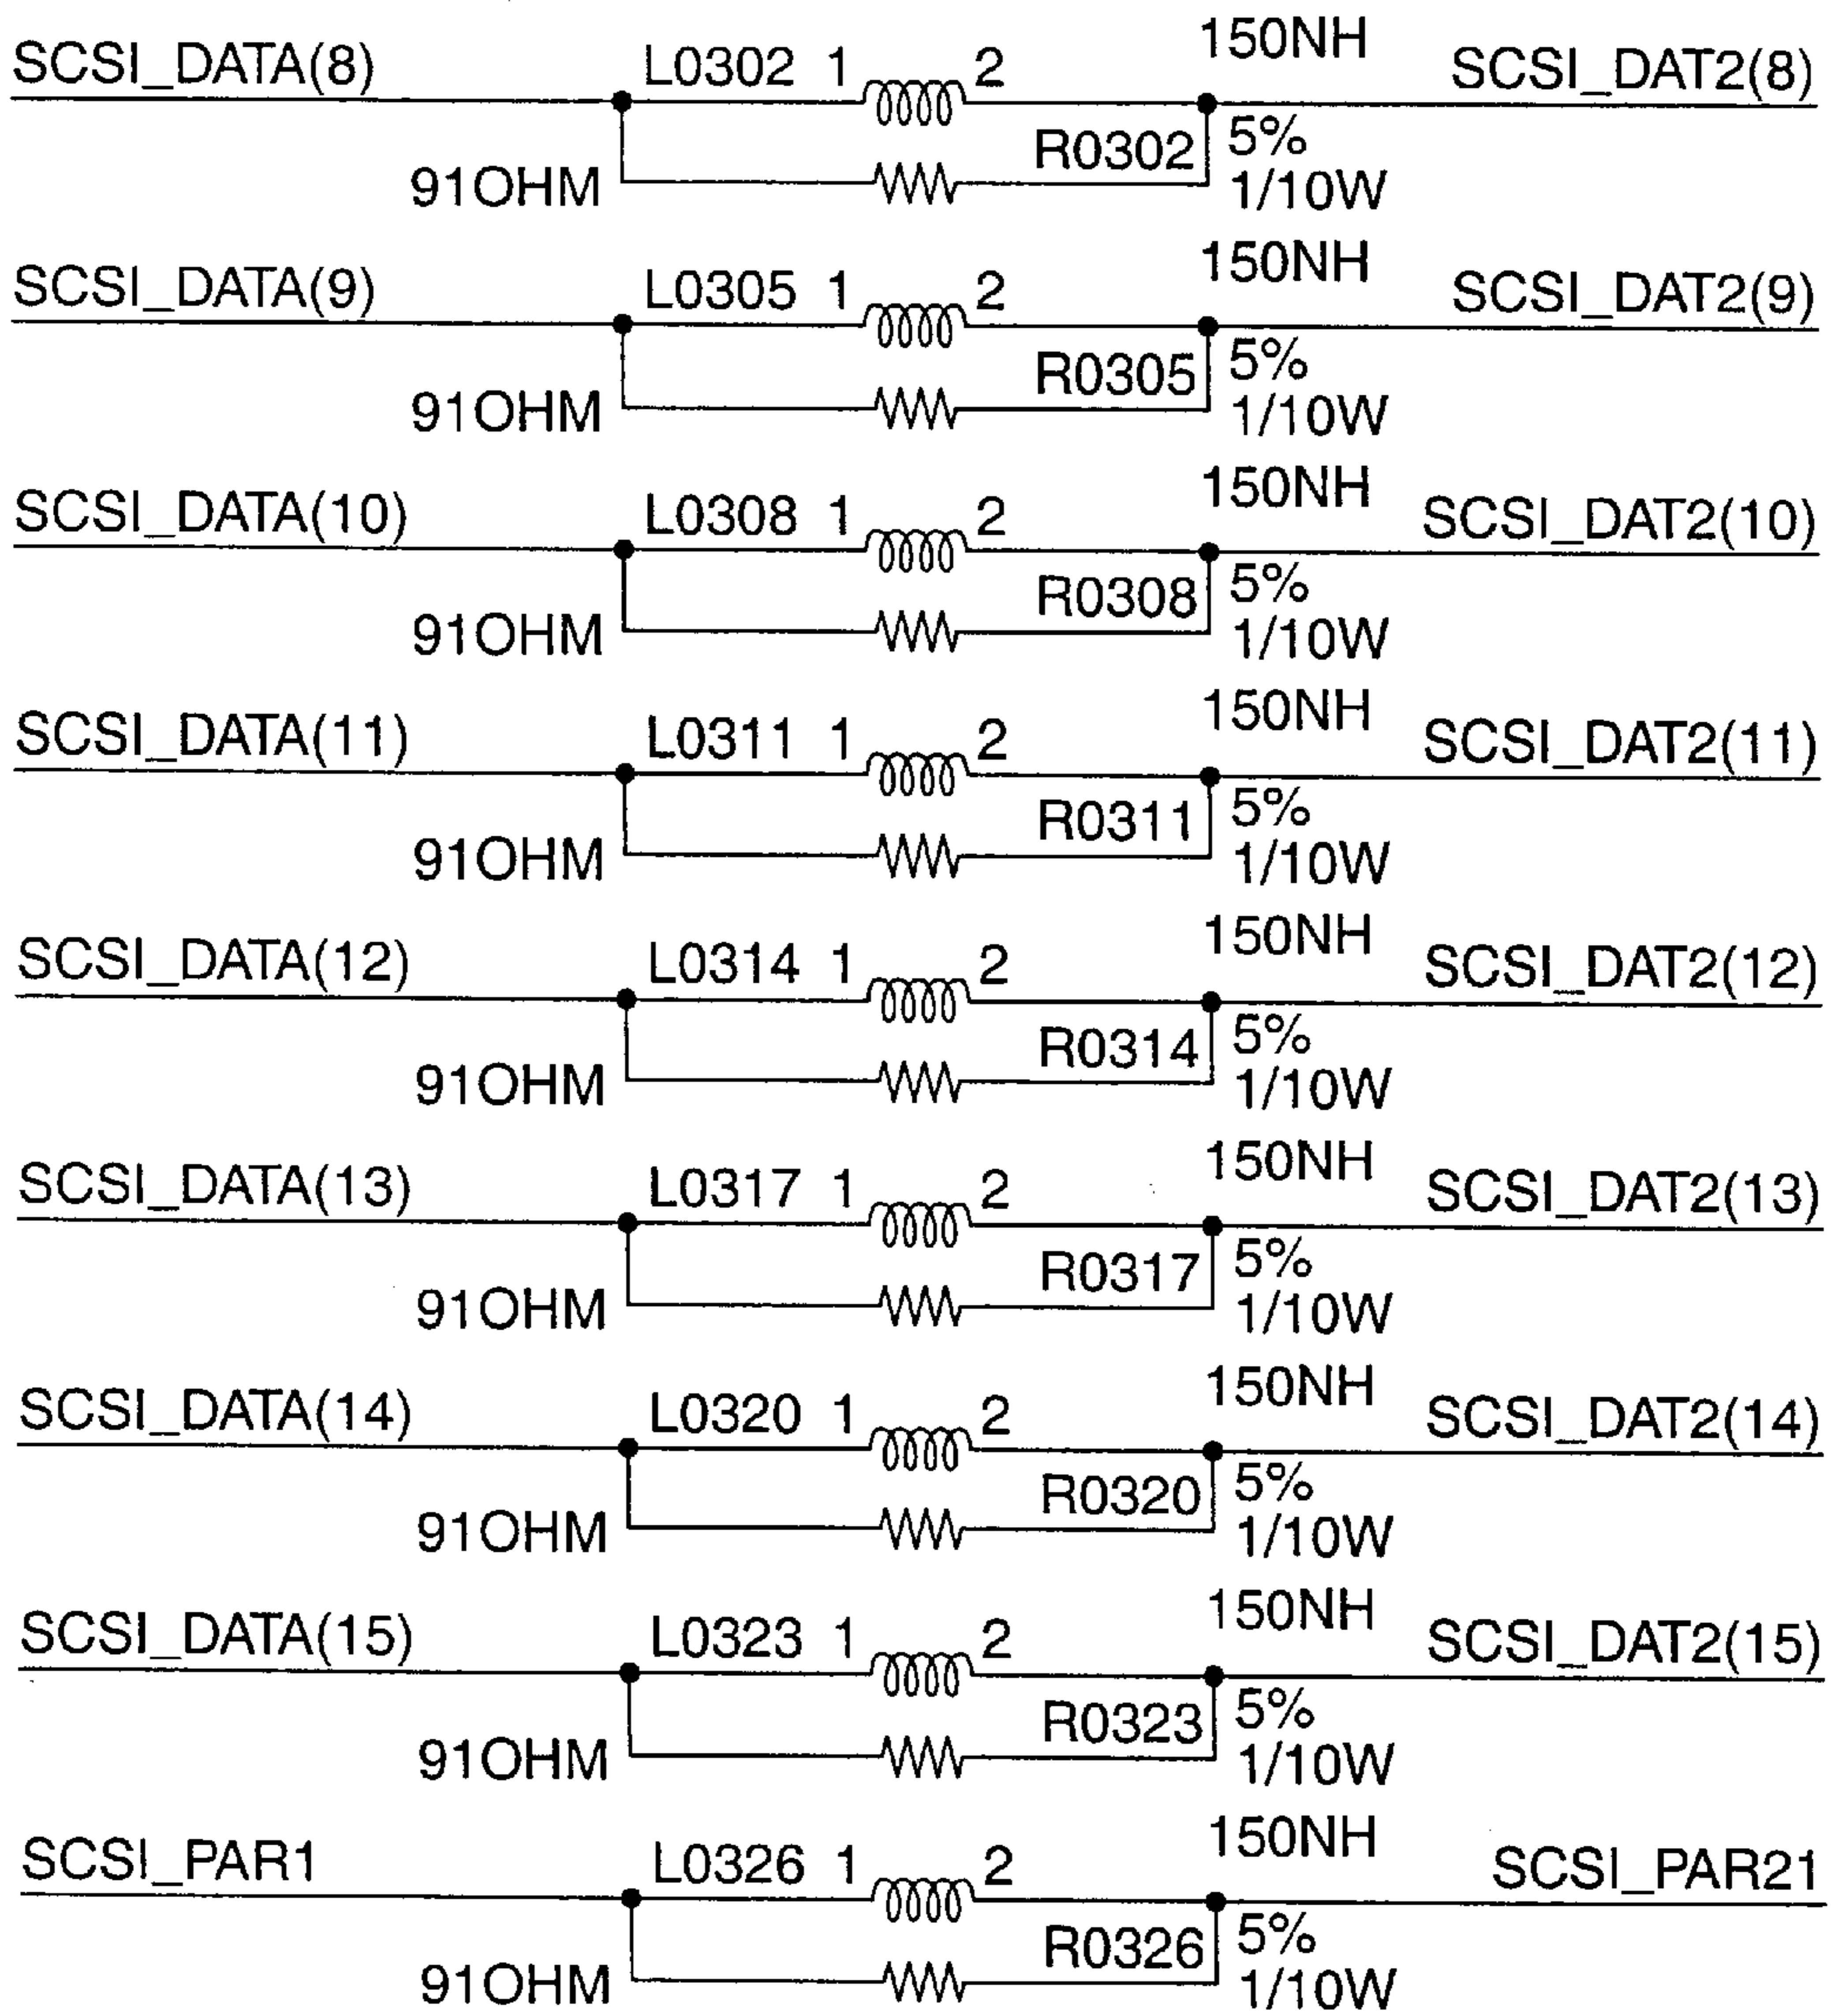 150NH
SCSI_DATA(8) L0302 1 2 SCSI_DAT2(8)
R0302 5%
91OHM 1/10W
150NH
SCSI_DATA(9) L0305 1 2 SCSI_DAT2(9)
R0305 5%
91OHM 1/10W
150NH
SCSI_DATA(10) L0308 1 2 SCSI_DAT2(10)
R0308 5%
91OHM 1/10W
150NH
SCSI_DATA(11) L0311 1 2 SCSI_DAT2(11)
R0311 5%
91OHM 1/10W
150NH
SCSI_DATA(12) L0314 1 2 SCSI_DAT2(12)
R0314 5%
91OHM 1/10W
150NH
SCSI_DATA(13) L0317 1 2 SCSI_DAT2(13)
R0317 5%
91OHM 1/10W
150NH
SCSI_DATA(14) L0320 1 2 SCSI_DAT2(14)
R0320 5%
91OHM 1/10W
150NH
SCSI_DATA(15) L0323 1 2 SCSI_DAT2(15)
R0323 5%
91OHM 1/10W
150NH
SCSI_PAR1 L0326 1 2 SCSI_PAR21
R0326 5%
91OHM 1/10W